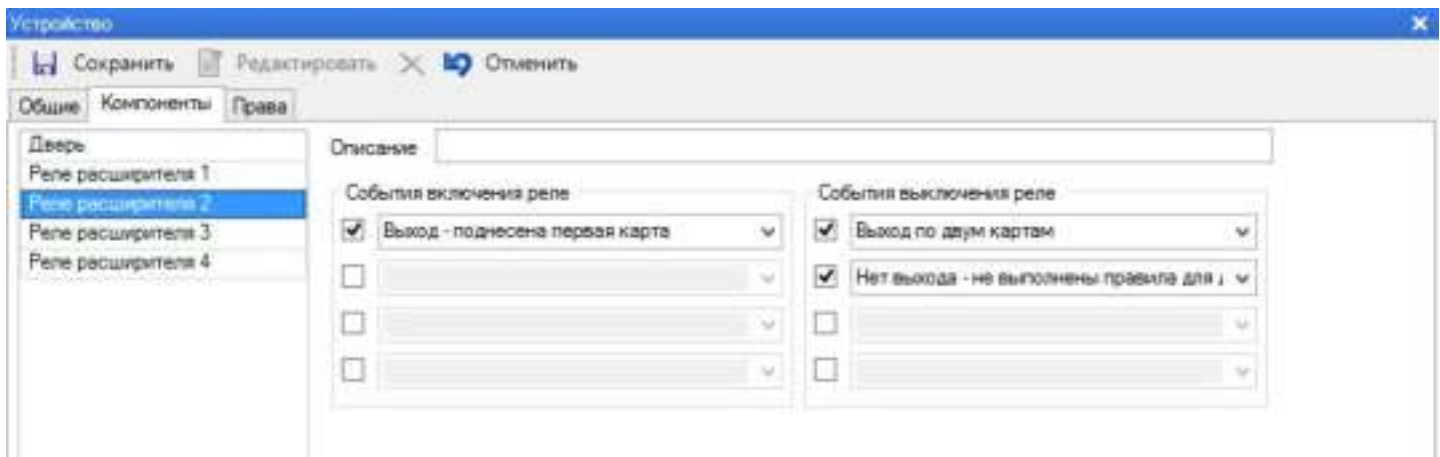 Устройство
Сохранить Редактировать Отменить
Общие Компоненты Права
Дверь
Реле расширителя 1
Реле расширителя 2
Реле расширителя 3
Реле расширителя 4
Описание
События включения реле
Выход - поднесена первая карта
События выключения реле
Выход по двум картам
Нет выхода - не выполнены правила для